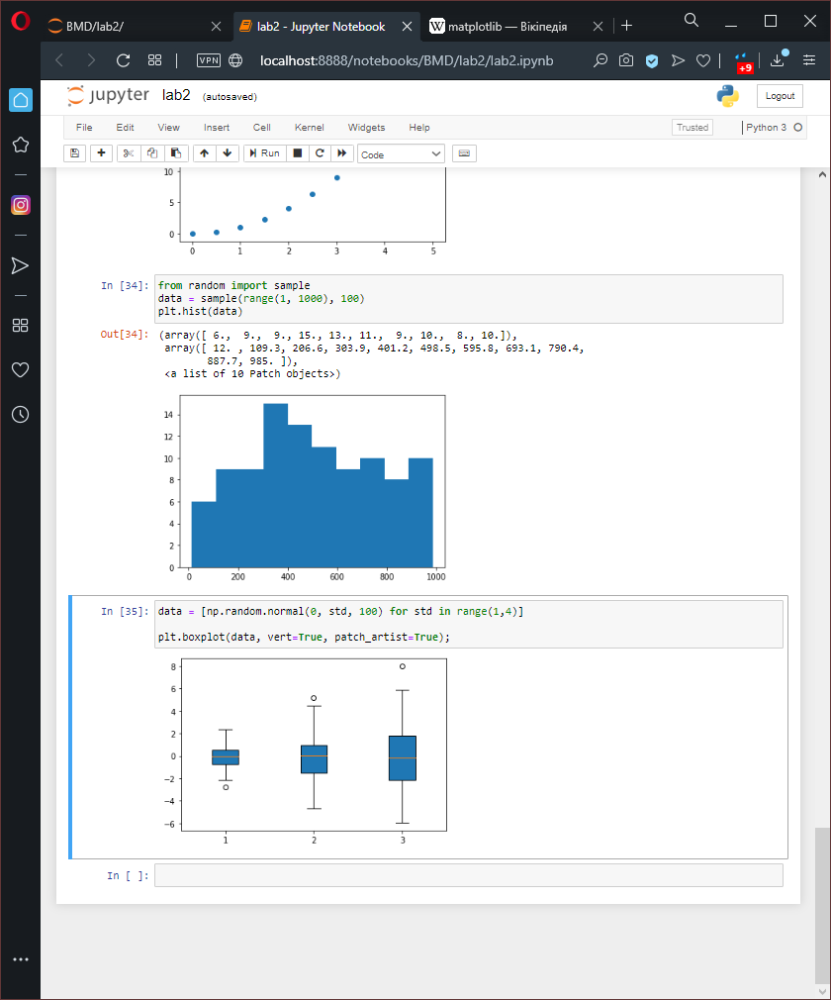 BMD/lab2/
lab2 - Jupyter Notebook
matplotlib — Вікіпедія
VPN
localhost:8888/notebooks/BMD/lab2/lab2.ipynb
+9
jupyter lab2 (autosaved)
Logout
File Edit View Insert Cell Kernel Widgets Help
Trusted
Python 3
Run
Code
10
5
0
0 1 2 3 4 5
In [34]: from random import sample
data = sample(range(1, 1000), 100)
plt.hist(data)
Out[34]: (array([ 6.,  9.,  9., 15., 13., 11.,  9., 10.,  8., 10.]),
array([ 12. , 109.3, 206.6, 303.9, 401.2, 498.5, 595.8, 693.1, 790.4,
887.7, 985. ]),
<a list of 10 Patch objects>)
14
12
10
8
6
4
2
0
0 200 400 600 800 1000
In [35]: data = [np.random.normal(0, std, 100) for std in range(1,4)]
plt.boxplot(data, vert=True, patch_artist=True);
8
6
4
2
0
−2
−4
−6
1 2 3
In [ ]: